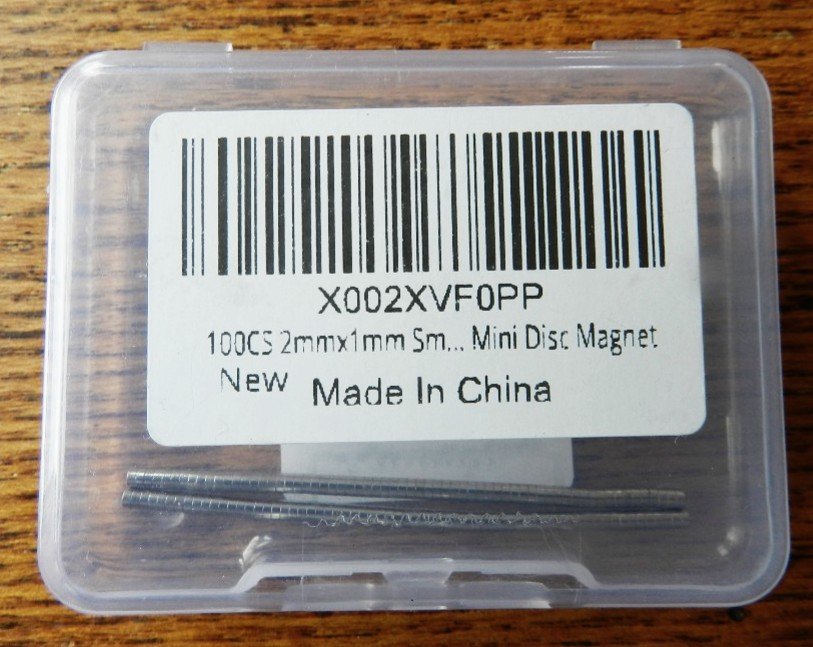 X002XVF0PP
100CS 2mmx1mm Sm... Mini Disc Magnet
New Made In China